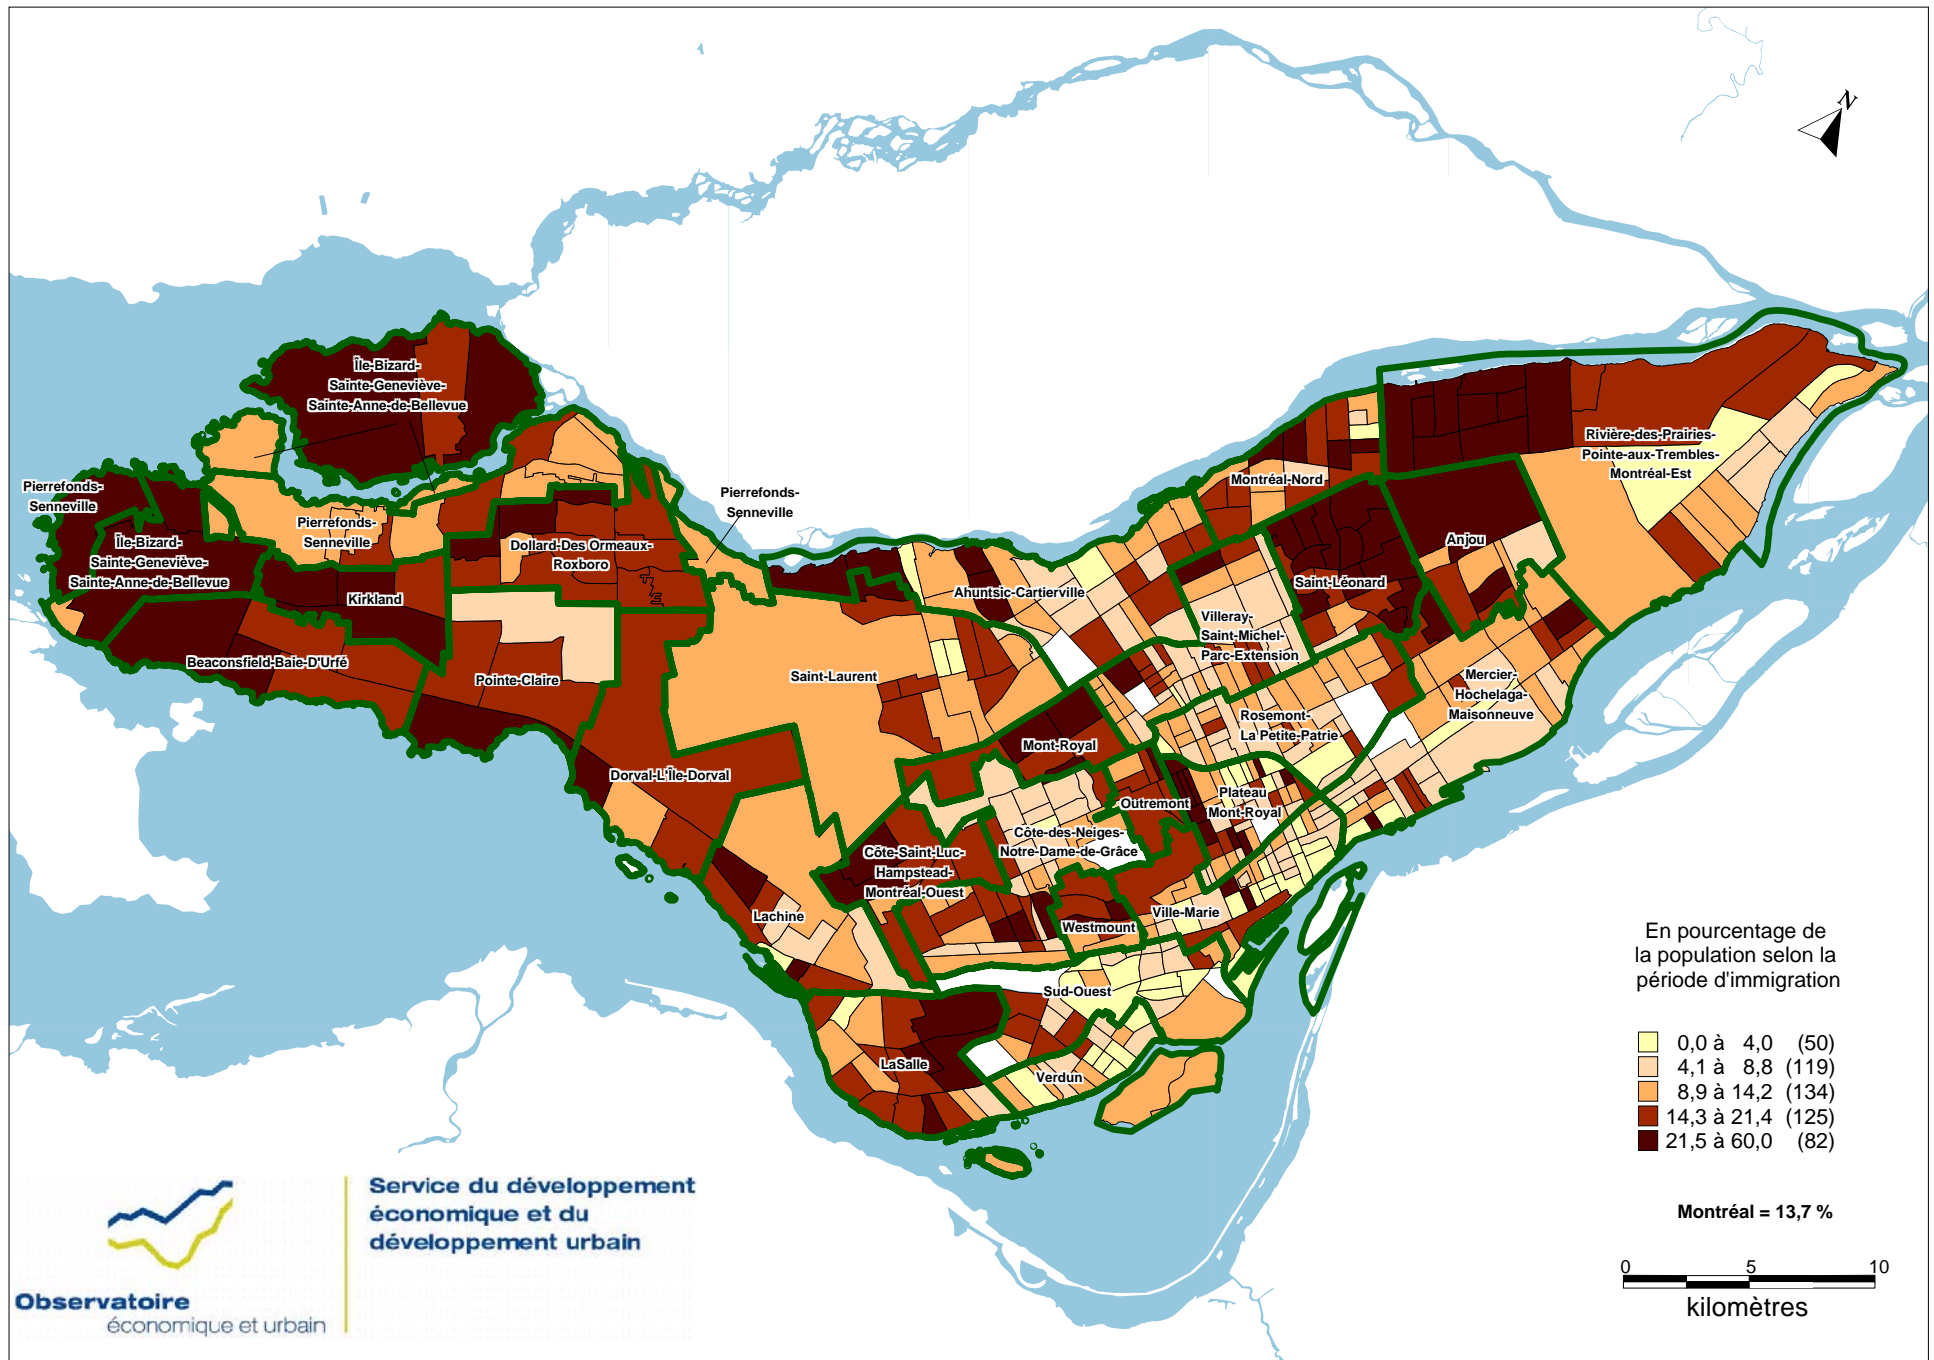 N
Île-Bizard-
Sainte-Geneviève-
Sainte-Anne-de-Bellevue
Pierrefonds-
Senneville
Pierrefonds-
Senneville
Île-Bizard-
Sainte-Geneviève-
Sainte-Anne-de-Bellevue
Kirkland
Beaconsfield-Baie-D'Urfé
Dollard-Des Ormeaux-
Roxboro
Pierrefonds-
Senneville
Pointe-Claire
Dorval-L'Île-Dorval
Saint-Laurent
Ahuntsic-Cartierville
Montréal-Nord
Rivière-des-Prairies-
Pointe-aux-Trembles-
Montréal-Est
Anjou
Saint-Léonard
Villeray-
Saint-Michel-
Parc-Extension
Mercier-
Hochelaga-
Maisonneuve
Rosemont-
La Petite-Patrie
Mont-Royal
Outremont
Plateau
Mont-Royal
Côte-des-Neiges-
Notre-Dame-de-Grâce
Côte-Saint-Luc-
Hampstead-
Montréal-Ouest
Lachine
Westmount
Ville-Marie
Sud-Ouest
LaSalle
Verdun
En pourcentage de
la population selon la
période d'immigration
0,0 à 4,0 (50)
4,1 à 8,8 (119)
8,9 à 14,2 (134)
14,3 à 21,4 (125)
21,5 à 60,0 (82)
Montréal = 13,7 %
0 5 10
kilomètres
Service du développement
économique et du
développement urbain
Observatoire
économique et urbain